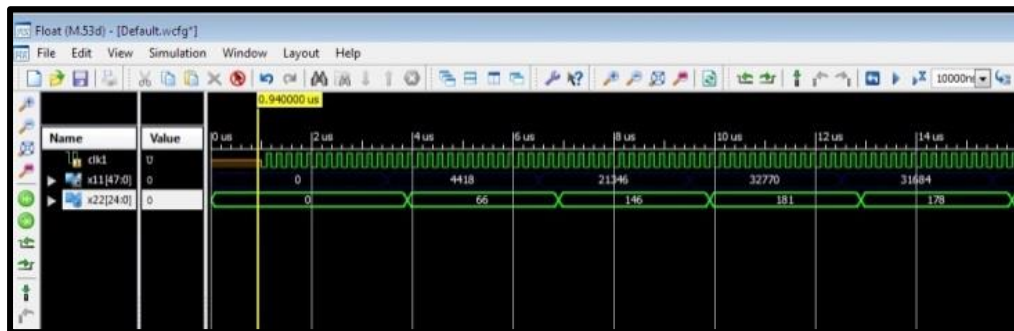 Float (M.53d) - [Default.wcfg*]
File Edit View Simulation Window Layout Help
10000n
0.940000 us
Name Value 0 us 2 us 4 us 6 us 8 us 10 us 12 us 14 us
clk1 U
x11[47:0] 0 0 4418 21346 32770 31684
x22[24:0] 0 0 66 146 181 178